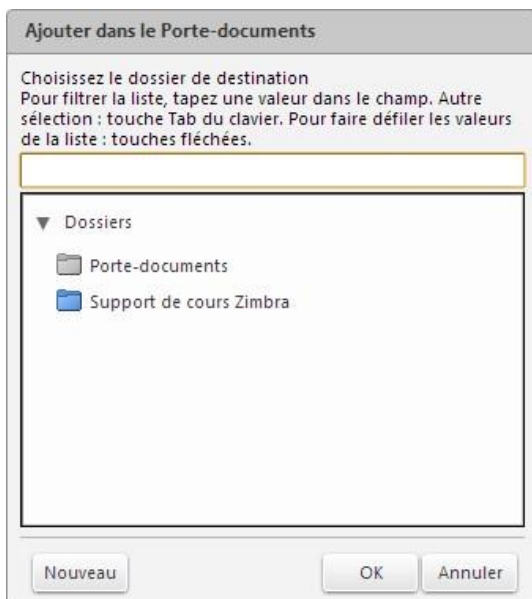 Ajouter dans le Porte-documents
Choisissez le dossier de destination
Pour filtrer la liste, tapez une valeur dans le champ. Autre
sélection : touche Tab du clavier. Pour faire défiler les valeurs
de la liste : touches fléchées.
Dossiers
Porte-documents
Support de cours Zimbra
Nouveau
OK
Annuler